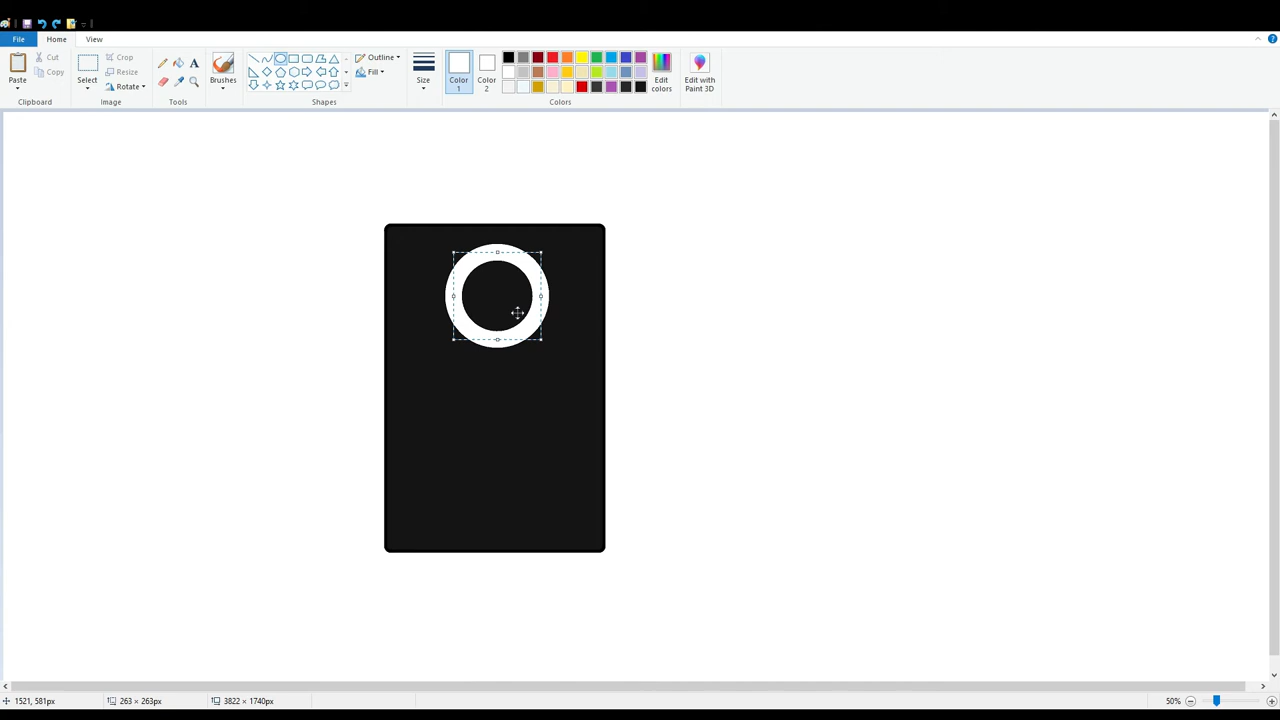 File Home View
Paste
Cut
Copy
Clipboard
Select
Crop
Resize
Rotate
Image
A
Tools
Brushes
Outline
Fill
Shapes
Size
Color 1
Color 2
Edit colors
Colors
Edit with Paint 3D
1521, 581px 263 × 263px 3822 × 1740px 50%